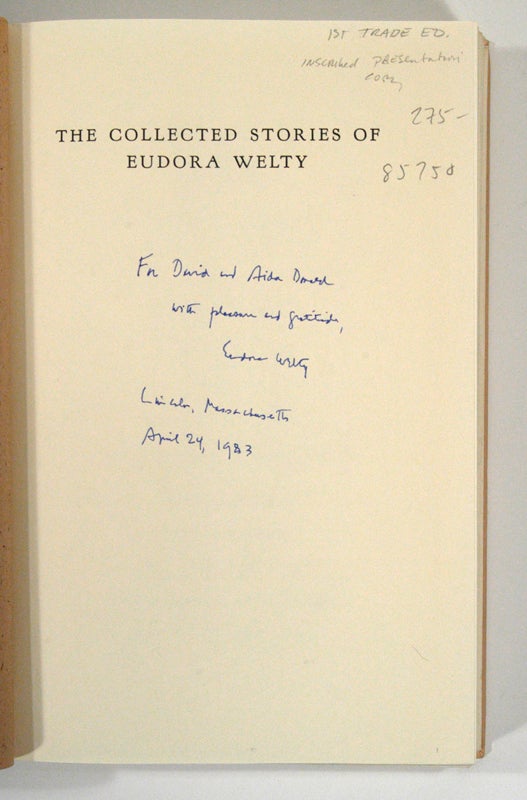 1ST TRADE ED.
INSCRIBED PRESENTATION
COPY
275-
85758
THE COLLECTED STORIES OF
EUDORA WELTY
For David and Aida Donald
with pleasure and gratitude,
Eudora Welty
Lincoln, Massachusetts
April 24, 1983